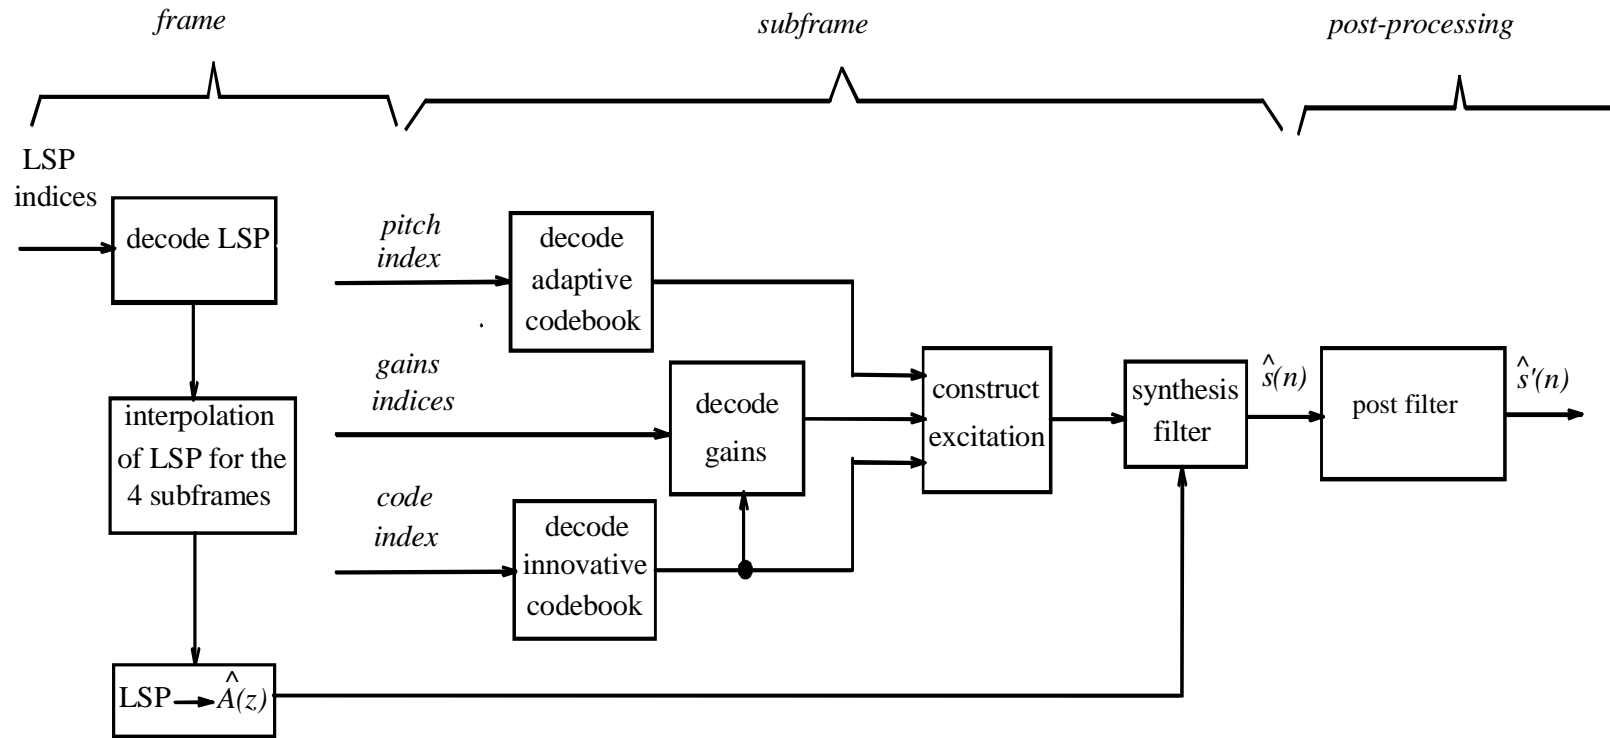 frame
subframe
post-processing
LSP
indices
decode LSP
pitch
index
decode
adaptive
codebook
gains
indices
decode
gains
interpolation
of LSP for the
4 subframes
code
index
decode
innovative
codebook
construct
excitation
synthesis
filter
ŝ(n)
post filter
ŝ'(n)
LSP → Â(z)